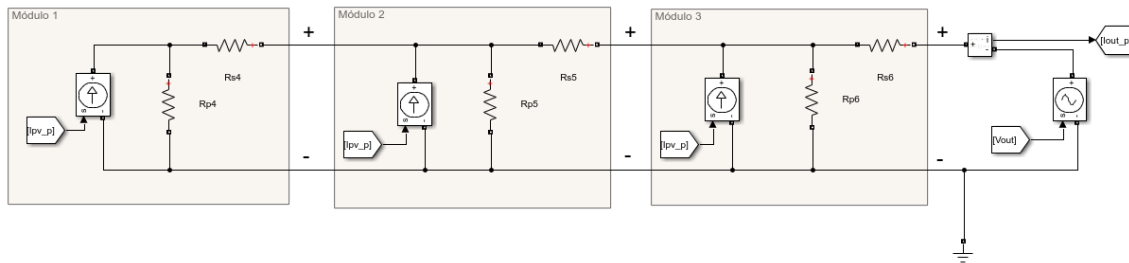 Módulo 1
Rs4
Rp4
[Ipv_p]
+
-
Módulo 2
Rs5
Rp5
[Ipv_p]
+
-
Módulo 3
Rs6
Rp6
[Ipv_p]
+
-
[Iout_p
[Vout]